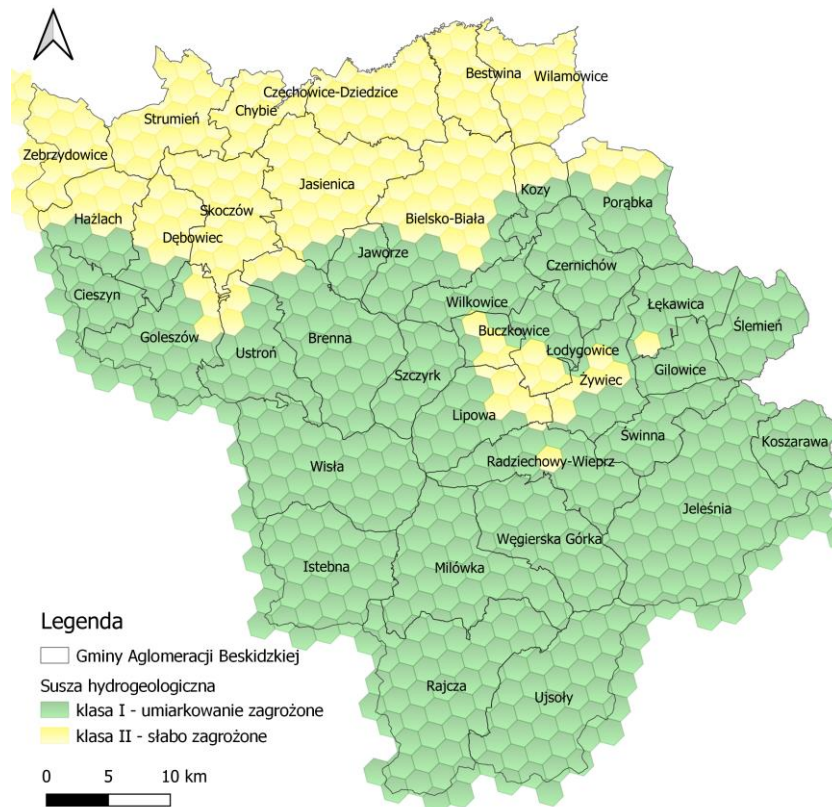 Bestwina
Wilamowice
Czechowice-Dziedzice
Chybie
Strumień
Zebrzydowice
Jasienica
Kozy
Porąbka
Skoczów
Hażlach
Bielsko-Biała
Dębowiec
Jaworze
Czernichów
Cieszyn
Wilkowice
Łękawica
Goleszów
Brenna
Buczkowice
Ślemień
Ustroń
Łodygowice
Szczyrk
Żywiec
Gilowice
Lipowa
Świnna
Koszarawa
Wisła
Radziechowy-Wieprz
Jeleśnia
Węgierska Górka
Istebna
Milówka
Rajcza
Ujsoły
Legenda
Gminy Aglomeracji Beskidzkiej
Susza hydrogeologiczna
klasa I - umiarkowanie zagrożone
klasa II - słabo zagrożone
0 5 10 km